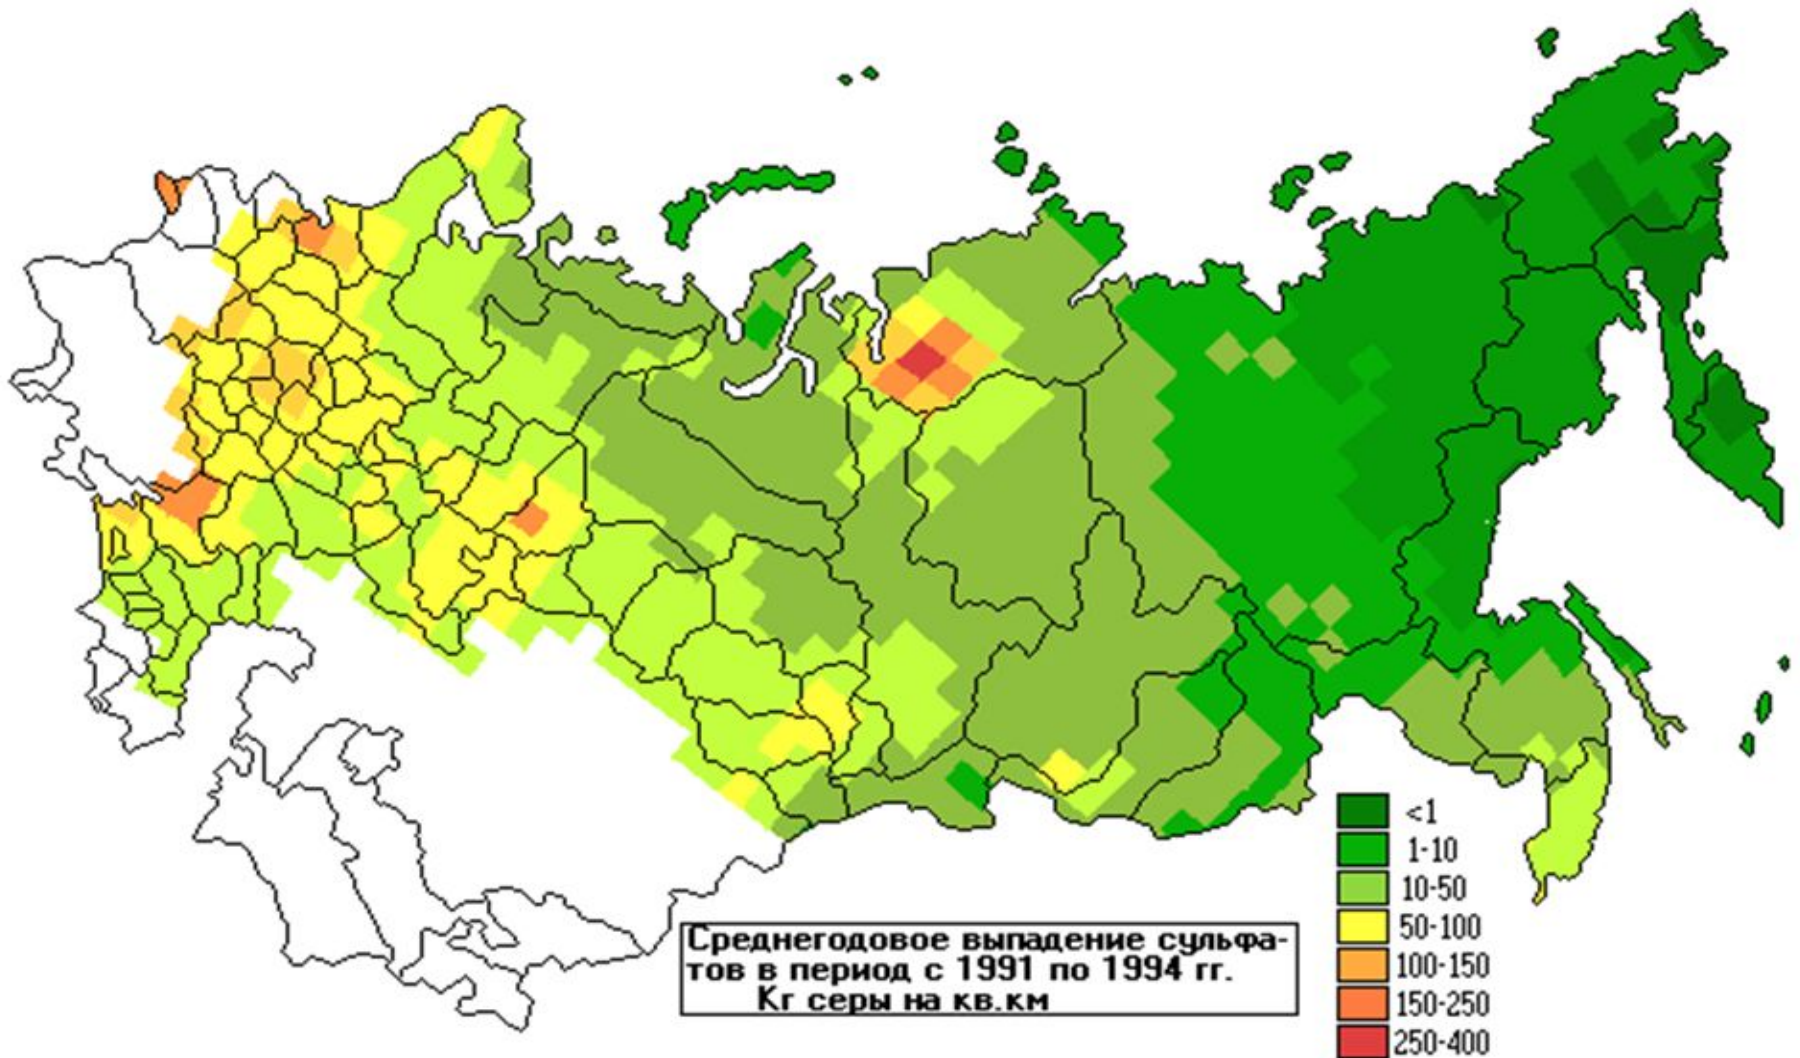 <1
1-10
10-50
50-100
100-150
150-250
250-400
Среднегодовое выпадение сульфа-
тов в период с 1991 по 1994 гг.
Кг серы на кв.км